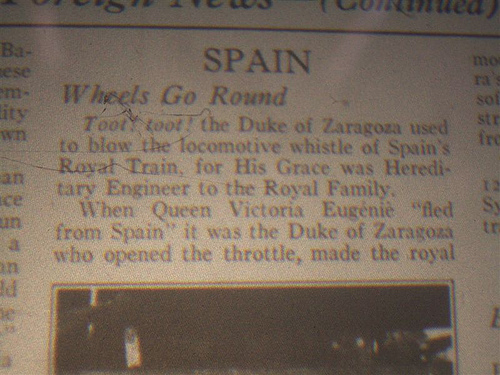 Foreign News—(Continued)
SPAIN
Wheels Go Round
Toot! toot! the Duke of Zaragoza used
to blow the locomotive whistle of Spain's
Royal Train, for His Grace was Heredi-
tary Engineer to the Royal Family.
When Queen Victoria Eugénie "fled
from Spain" it was the Duke of Zaragoza
who opened the throttle, made the royal